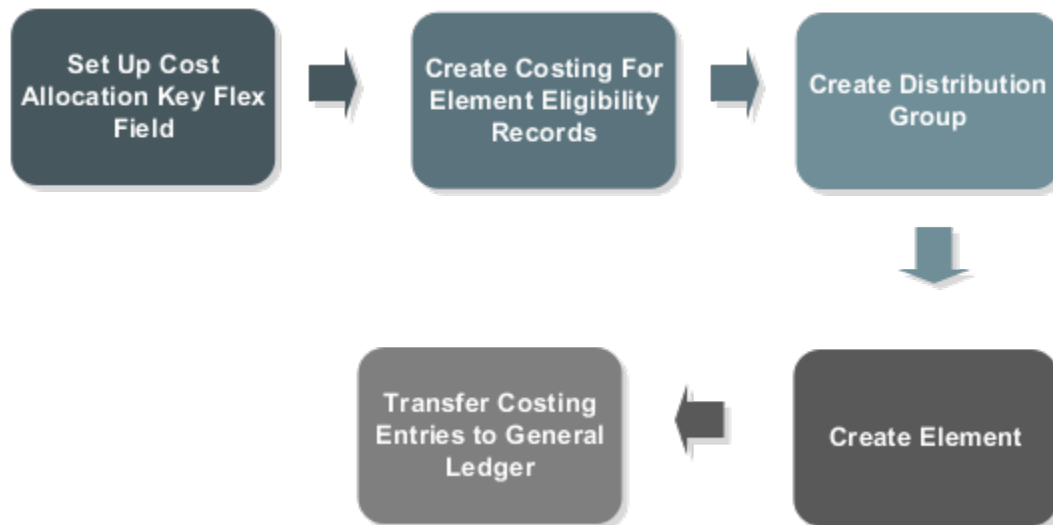 Set Up Cost
Allocation Key Flex
Field
Create Costing For
Element Eligibility
Records
Create Distribution
Group
Create Element
Transfer Costing
Entries to General
Ledger